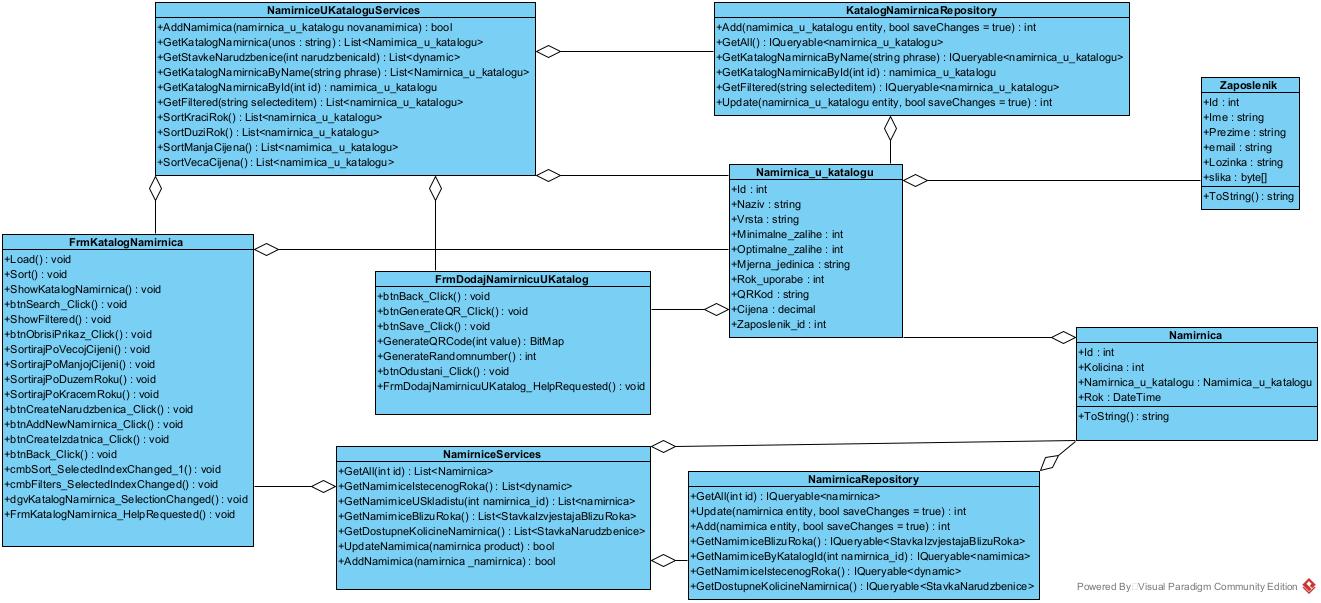 NamirniceUKataloguServices
+AddNamirnica(namirnica_u_katalogu novanamirnica) : bool
+GetKatalogNamirnica(unos : string) : List<Namirnica_u_katalogu>
+GetStavkeNarudzbenice(int narudzbenicaId) : List<dynamic>
+GetKatalogNamirnicaByName(string phrase) : List<Namirnica_u_katalogu>
+GetKatalogNamirnicaById(int id) : namirnica_u_katalogu
+GetFiltered(string selecteditem) : List<namirnica_u_katalogu>
+SortKraciRok() : List<namirnica_u_katalogu>
+SortDuziRok() : List<namirnica_u_katalogu>
+SortManjaCijena() : List<namirnica_u_katalogu>
+SortVecaCijena() : List<namirnica_u_katalogu>
KatalogNamirnicaRepository
+Add(namirnica_u_katalogu entity, bool saveChanges = true) : int
+GetAll() : IQueryable<namirnica_u_katalogu>
+GetKatalogNamirnicaByName(string phrase) : IQueryable<namirnica_u_katalogu>
+GetKatalogNamirnicaById(int id) : namirnica_u_katalogu
+GetFiltered(string selecteditem) : IQueryable<namirnica_u_katalogu>
+Update(namirnica_u_katalogu entity, bool saveChanges = true) : int
Zaposlenik
+Id : int
+Ime : string
+Prezime : string
+email : string
+Lozinka : string
+slika : byte[]
+ToString() : string
Namirnica_u_katalogu
+Id : int
+Naziv : string
+Vrsta : string
+Minimalne_zalihe : int
+Optimalne_zalihe : int
+Mjerna_jedinica : string
+Rok_uporabe : int
+QRKod : string
+Cijena : decimal
+Zaposlenik_id : int
FrmKatalogNamirnica
+Load() : void
+Sort() : void
+ShowKatalogNamirnica() : void
+btnSearch_Click() : void
+ShowFiltered() : void
+btnObrisiPrikaz_Click() : void
+SortirajPoVecojCijeni() : void
+SortirajPoManjojCijeni() : void
+SortirajPoDuzemRoku() : void
+SortirajPoKracemRoku() : void
+btnCreateNarudzbenica_Click() : void
+btnAddNewNamirnica_Click() : void
+btnCreateIzdatnica_Click() : void
+btnBack_Click() : void
+cmbSort_SelectedIndexChanged_1() : void
+cmbFilters_SelectedIndexChanged() : void
+dgvKatalogNamirnica_SelectionChanged() : void
+FrmKatalogNamirnica_HelpRequested() : void
FrmDodajNamirnicuUKatalog
+btnBack_Click() : void
+btnGenerateQR_Click() : void
+btnSave_Click() : void
+GenerateQRCode(int value) : BitMap
+GenerateRandomnumber() : int
+btnOdustani_Click() : void
+FrmDodajNamirnicuUKatalog_HelpRequested() : void
Namirnica
+Id : int
+Kolicina : int
+Namirnica_u_katalogu : Namirnica_u_katalogu
+Rok : DateTime
+ToString() : string
NamirniceServices
+GetAll(int id) : List<Namirnica>
+GetNamirniceIstecenogRoka() : List<dynamic>
+GetNamirniceUSkladistu(int namirnica_id) : List<namirnica>
+GetNamirniceBlizuRoka() : List<StavkaIzvjestajaBlizuRoka>
+GetDostupneKolicineNamirnica() : List<StavkaNarudzbenice>
+UpdateNamirnica(namirnica product) : bool
+AddNamirnica(namirnica _namirnica) : bool
NamirnicaRepository
+GetAll(int id) : IQueryable<namirnica>
+Update(namirnica entity, bool saveChanges = true) : int
+Add(namirnica entity, bool saveChanges = true) : int
+GetNamirniceBlizuRoka() : IQueryable<StavkaIzvjestajaBlizuRoka>
+GetNamirniceByKatalogId(int namirnica_id) : IQueryable<namirnica>
+GetNamirniceIstecenogRoka() : IQueryable<dynamic>
+GetDostupneKolicineNamirnica() : IQueryable<StavkaNarudzbenice>
Powered By Visual Paradigm Community Edition